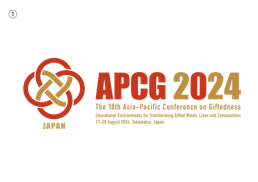 ①
APCG 2024
The 18th Asia-Pacific Conference on Giftedness
Educational Environments for Transforming Gifted Minds, Lives and Communities
17-20 August 2024, Takamatsu, Japan
JAPAN